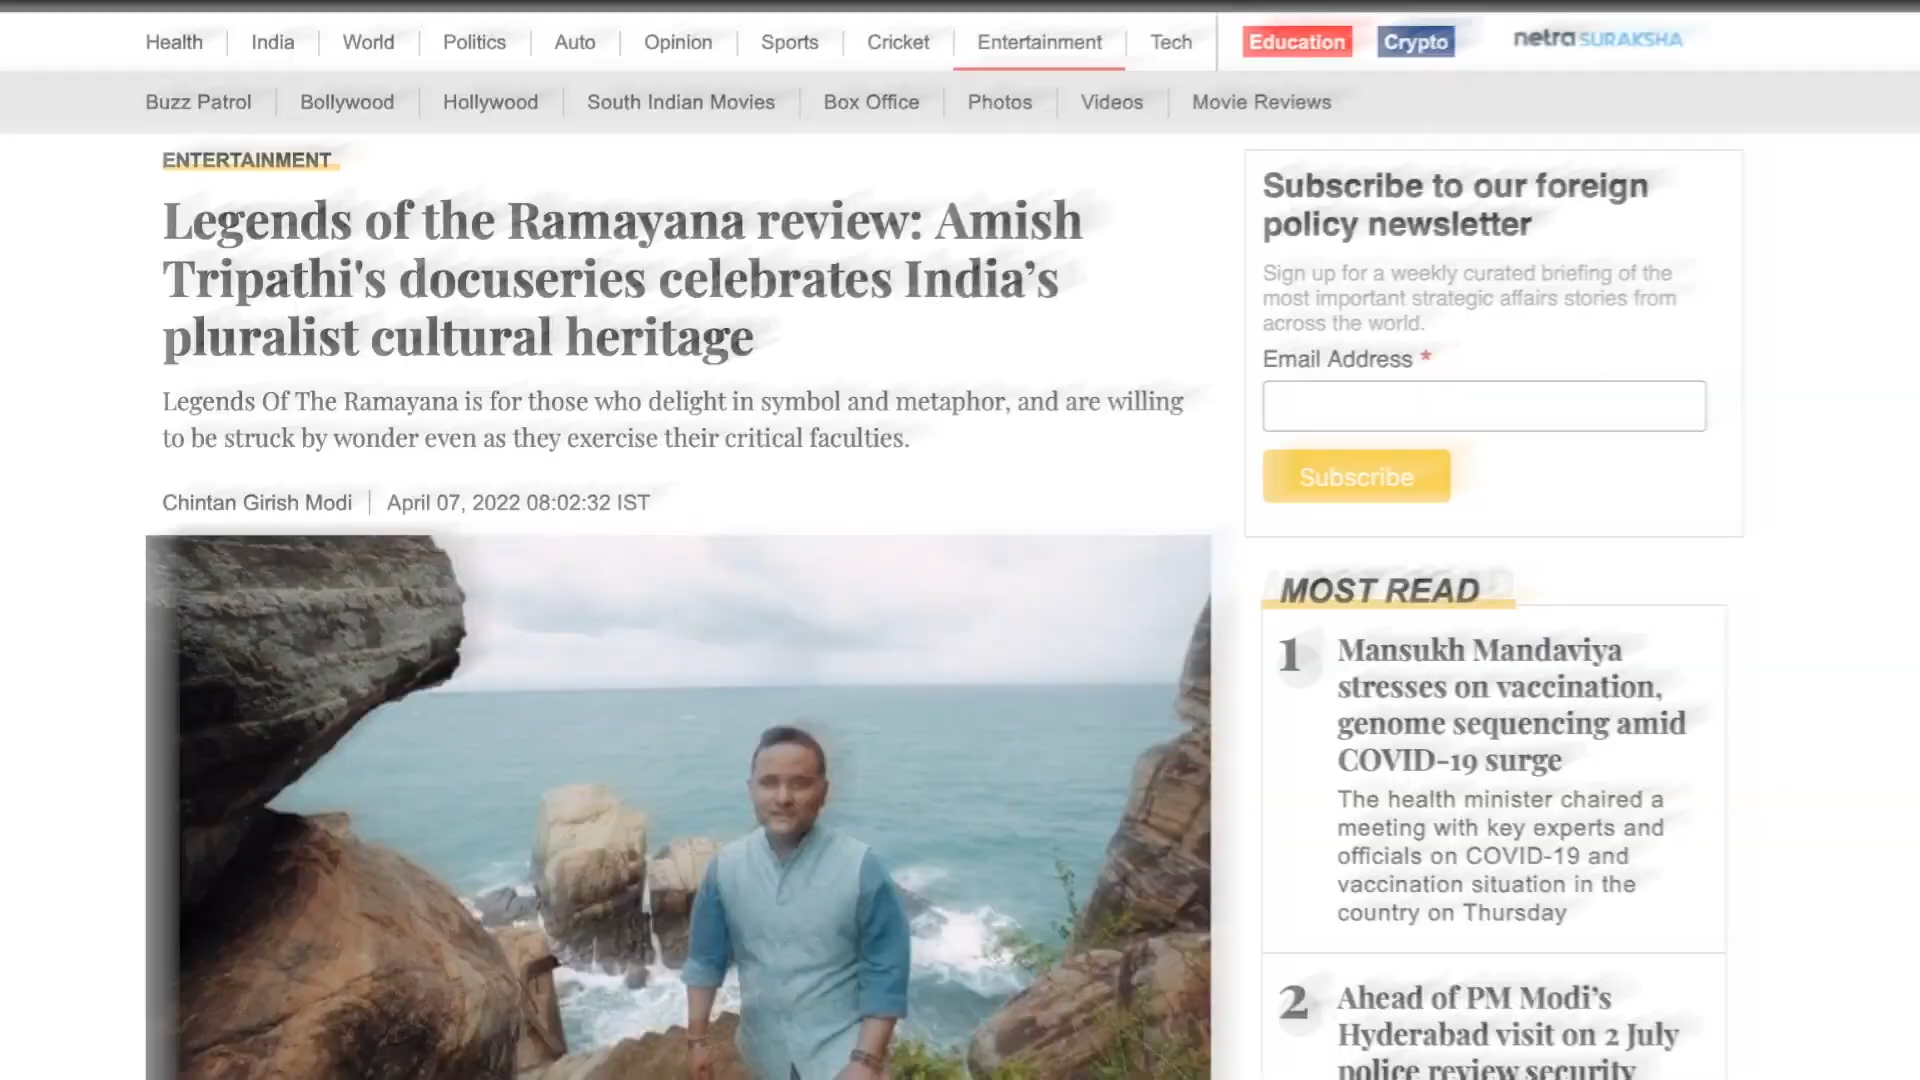 Health
India
World
Politics
Auto
Opinion
Sports
Cricket
Entertainment
Tech
Education
Crypto
netra SURAKSHA
Buzz Patrol
Bollywood
Hollywood
South Indian Movies
Box Office
Photos
Videos
Movie Reviews
ENTERTAINMENT
Legends of the Ramayana review: Amish
Tripathi's docuseries celebrates India’s
pluralist cultural heritage
Legends Of The Ramayana is for those who delight in symbol and metaphor, and are willing
to be struck by wonder even as they exercise their critical faculties.
Chintan Girish Modi
April 07, 2022 08:02:32 IST
Subscribe to our foreign
policy newsletter
Sign up for a weekly curated briefing of the
most important strategic affairs stories from
across the world.
Email Address *
Subscribe
MOST READ
1
Mansukh Mandaviya
stresses on vaccination,
genome sequencing amid
COVID-19 surge
The health minister chaired a
meeting with key experts and
officials on COVID-19 and
vaccination situation in the
country on Thursday
2
Ahead of PM Modi’s
Hyderabad visit on 2 July
police review security